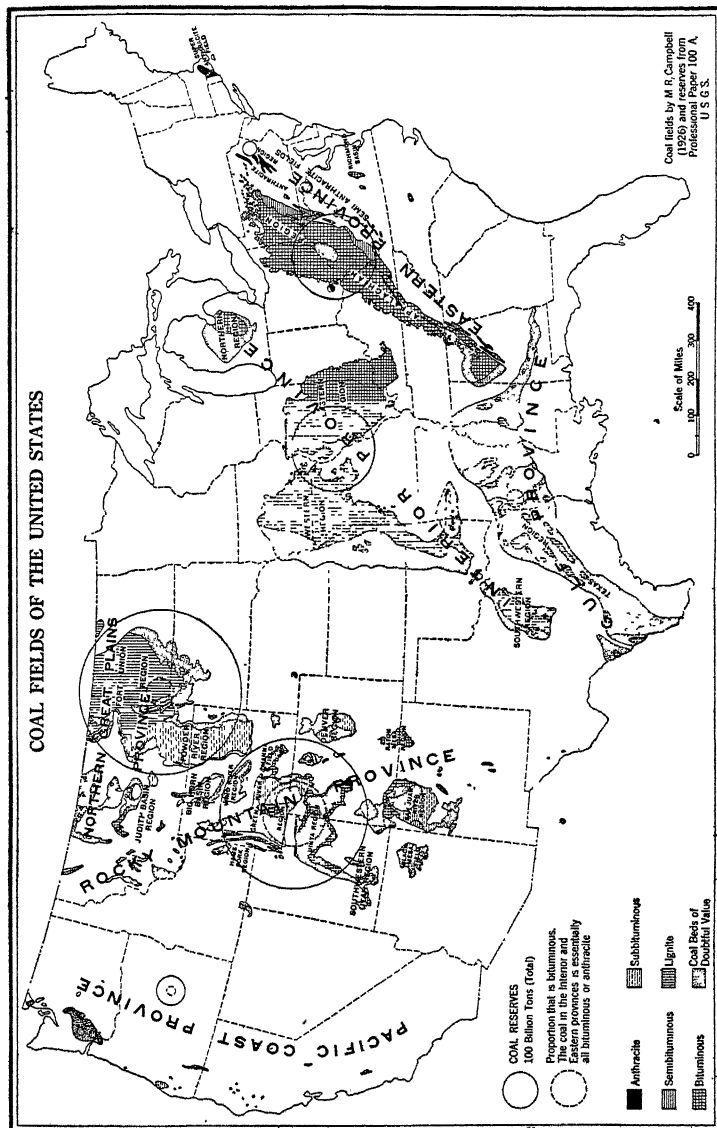 COAL FIELDS OF THE UNITED STATES
PACIFIC COAST PROVINCE
ROCKY MOUNTAIN PROVINCE
NORTHERN GREAT PLAINS
PROVINCE
FORT UNION
REGION
JUDITH BASIN
REGION
POWDER
RIVER
REGION
BIG HORN
BASIN
REGION
GREEN RIVER
REGION
UINTA REGION
DENVER
REGION
SOUTHWESTERN
UTAH REGION
INTERIOR PROVINCE
NORTHERN
REGION
WESTERN
REGION
EASTERN
REGION
SOUTHWESTERN
REGION
GULF PROVINCE
TEXAS REGION
EASTERN PROVINCE
APPALACHIAN
REGION
ANTHRACITE
REGION
SEMI ANTHRACITE
FIELDS
RICHMOND
BASIN
COAL RESERVES
100 Billion Tons (Total)
Proportion that is bituminous.
The coal in the Interior and
Eastern provinces is essentially
all bituminous or anthracite
Anthracite
Semibituminous
Bituminous
Subbituminous
Lignite
Coal Beds of
Doubtful Value
0 100 200 300 400
Scale of Miles
Coal fields by M R, Campbell
(1926) and reserves from
Professional Paper 100 A,
U S G S.